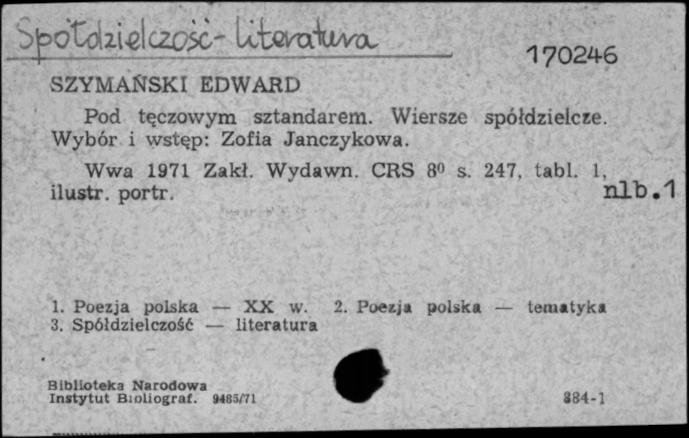 Spółdzielczość - literatura
170246
SZYMAŃSKI EDWARD
Pod tęczowym sztandarem. Wiersze spółdzielcze.
Wybór i wstęp: Zofia Janczykowa.
Wwa 1971 Zakł. Wydawn. CRS 8⁰ s. 247, tabl. 1,
ilustr. portr. nlb.1
1. Poezja polska — XX w. 2. Poezja polska — tematyka
3. Spółdzielczość — literatura
Biblioteka Narodowa
Instytut Bibliograf. 9485/71 884-1